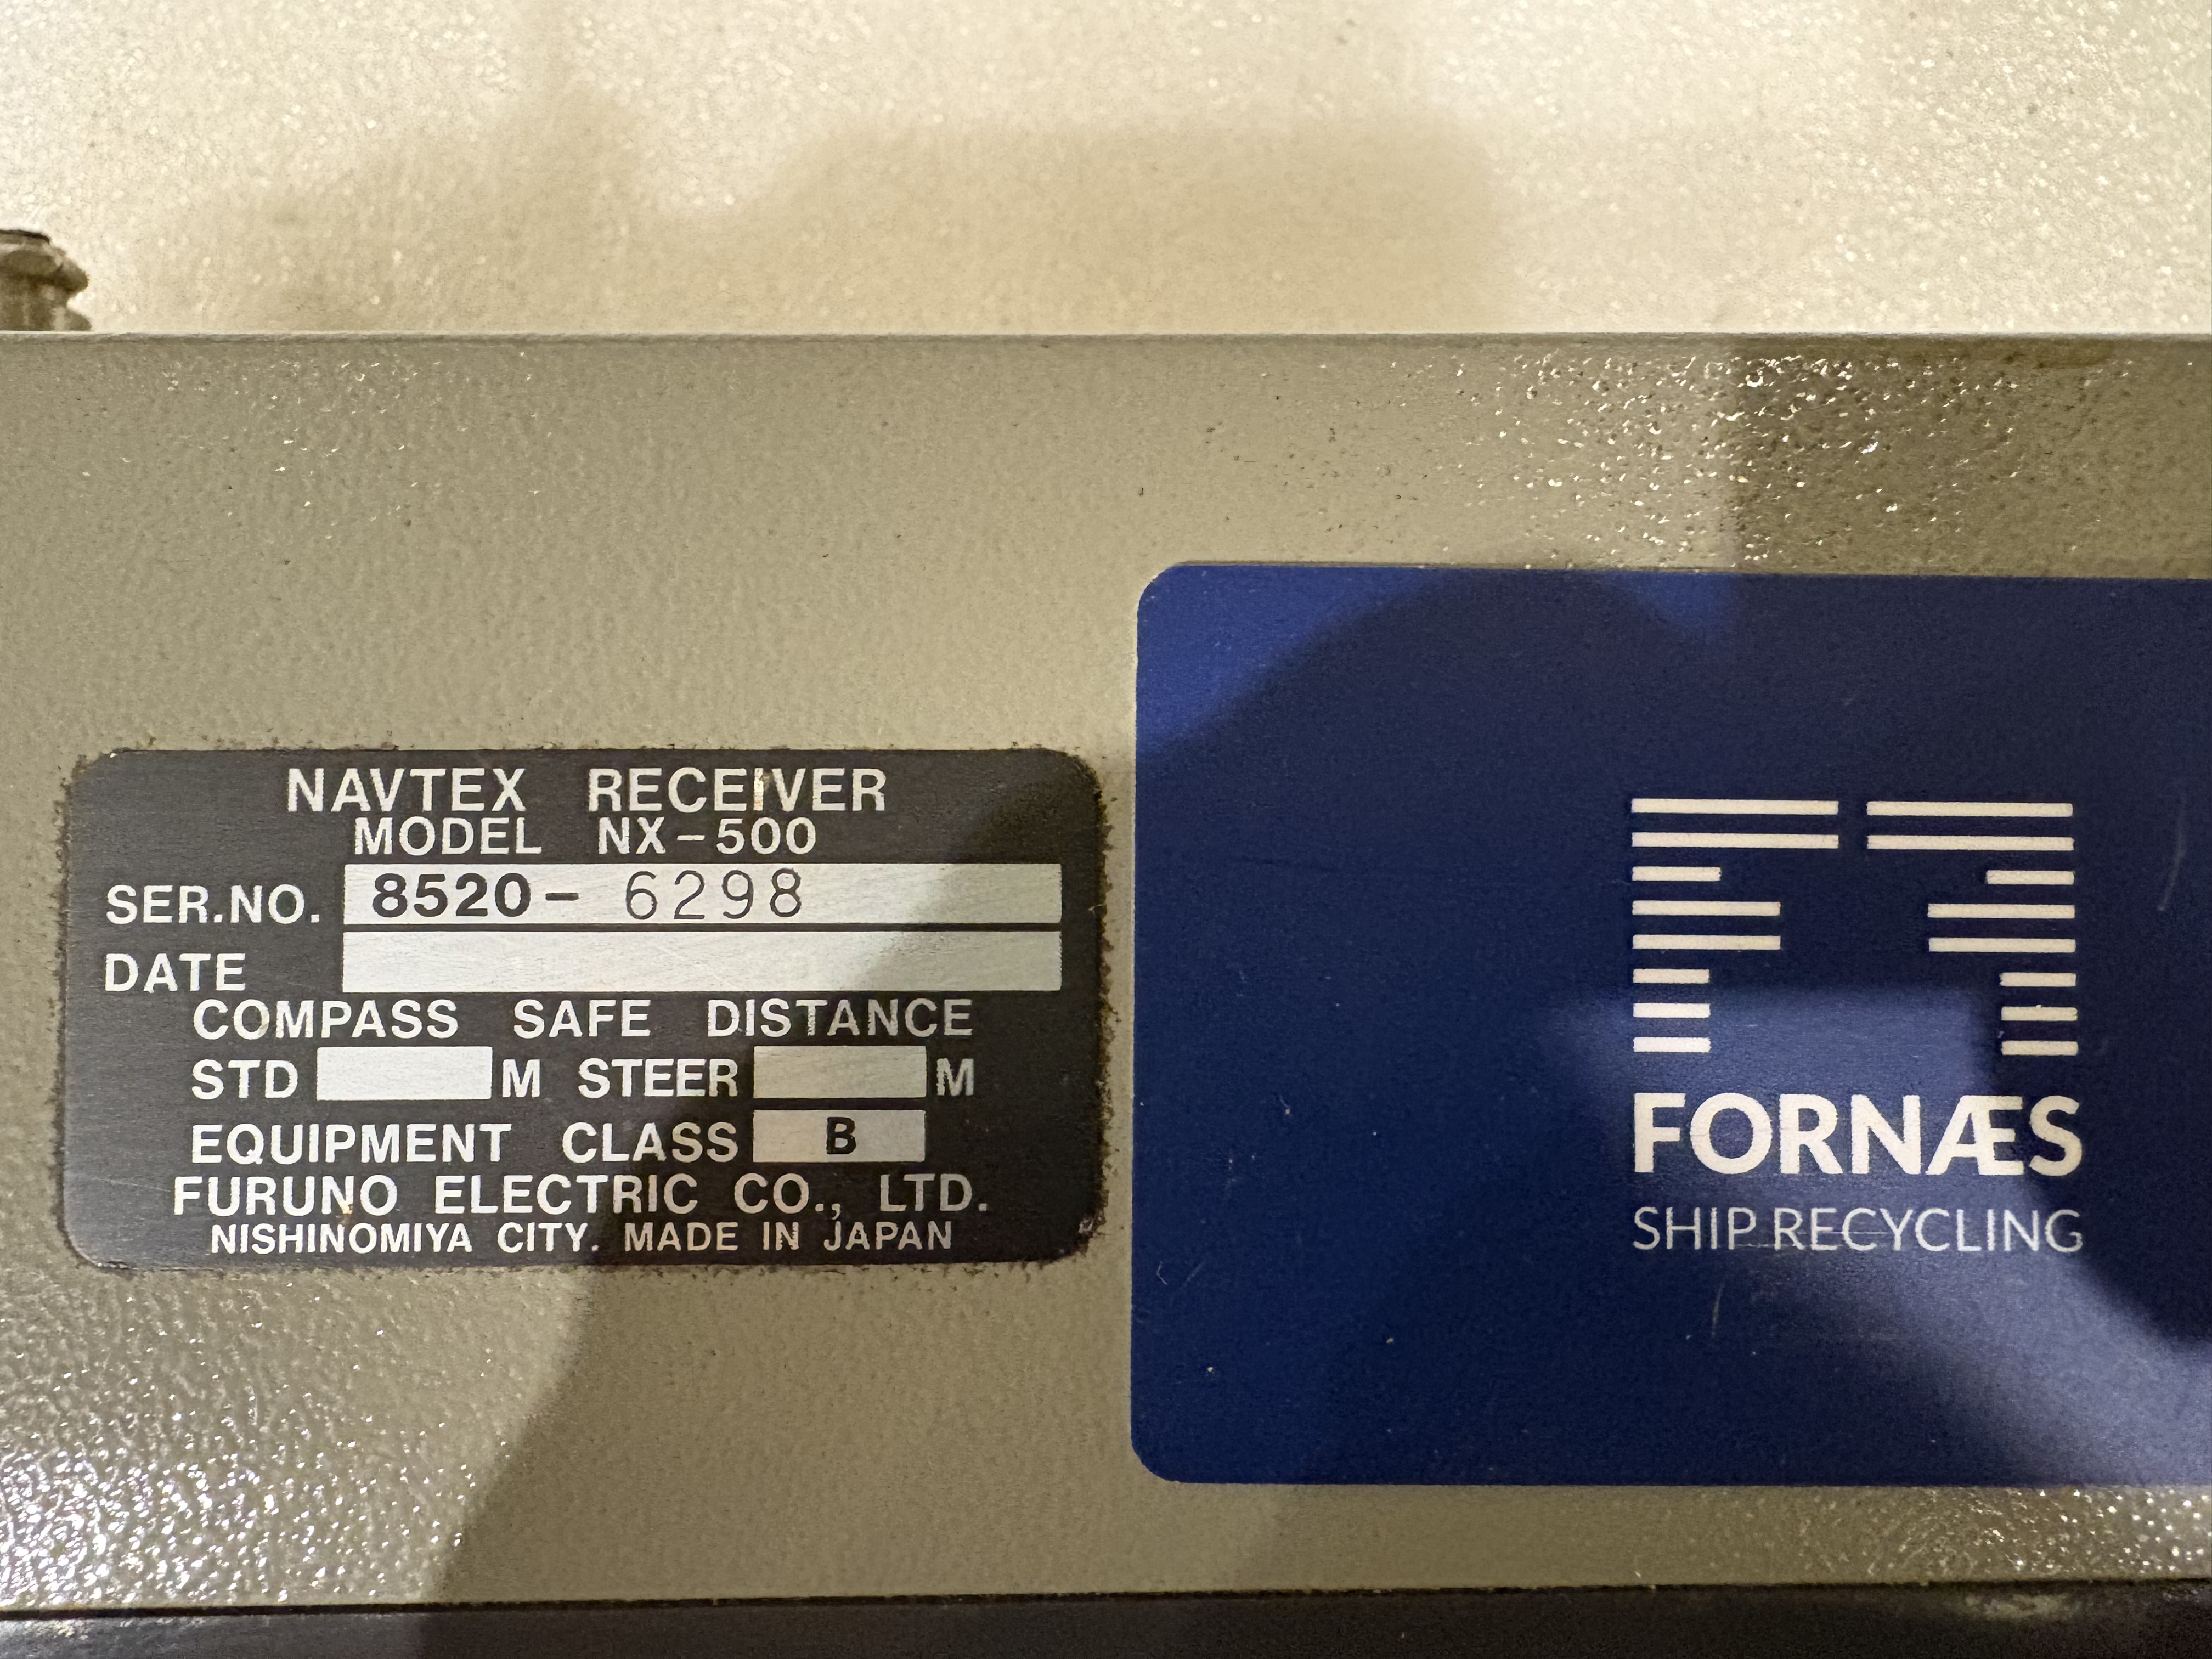 NAVTEX RECEIVER
MODEL NX-500
SER.NO. 8520- 6298
DATE
COMPASS SAFE DISTANCE
STD M STEER M
EQUIPMENT CLASS B
FURUNO ELECTRIC CO., LTD.
NISHINOMIYA CITY. MADE IN JAPAN
FORNÆS
SHIP RECYCLING